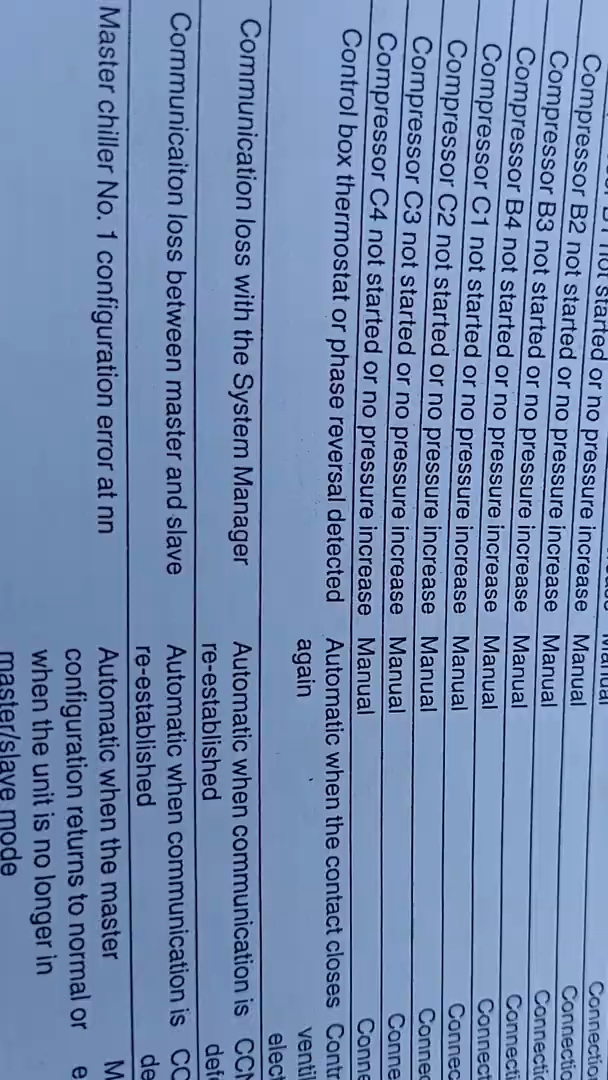 not started or no pressure increase Manual
Compressor B2 not started or no pressure increase Manual
Compressor B3 not started or no pressure increase Manual
Compressor B4 not started or no pressure increase Manual
Compressor C1 not started or no pressure increase Manual
Compressor C2 not started or no pressure increase Manual
Compressor C3 not started or no pressure increase Manual
Compressor C4 not started or no pressure increase Manual
Control box thermostat or phase reversal detected Automatic when the contact closes
again
Communication loss with the System Manager Automatic when communication is
re-established
Communicaiton loss between master and slave Automatic when communication is
re-established
Master chiller No. 1 configuration error at nn Automatic when the master
configuration returns to normal or
when the unit is no longer in
master/slave mode